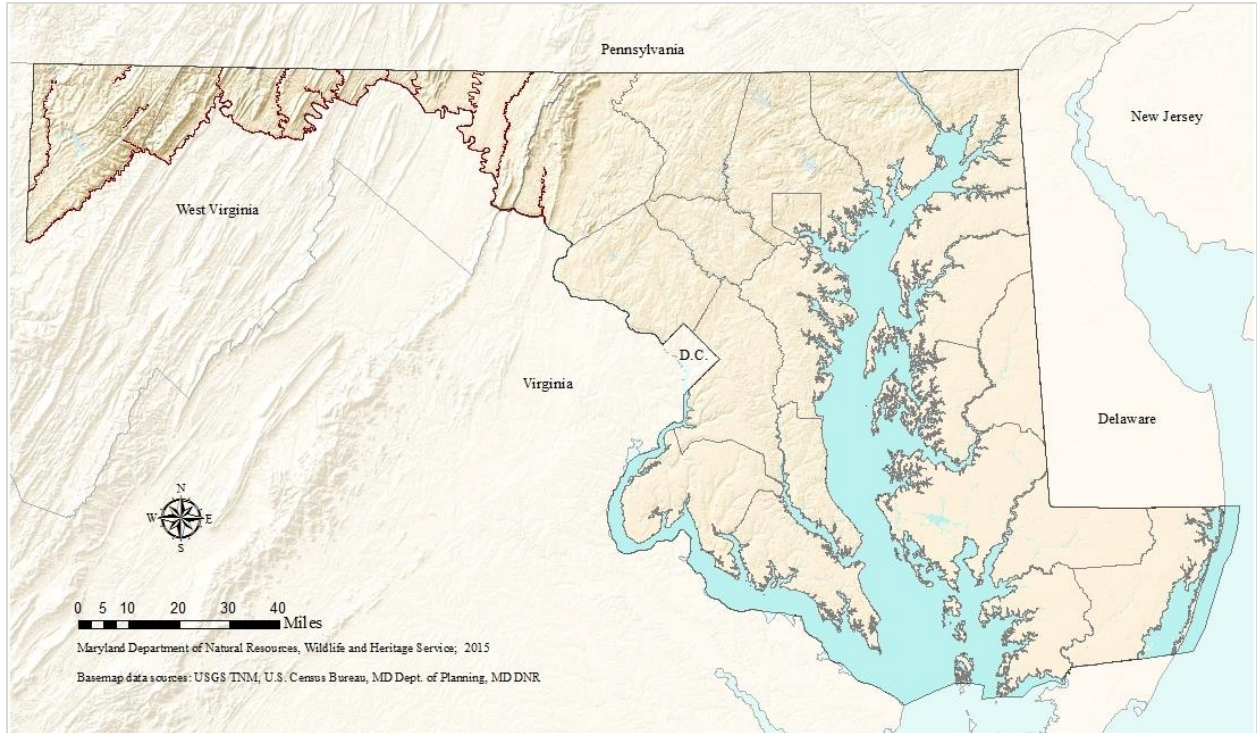 Pennsylvania
New Jersey
West Virginia
D.C.
Virginia
Delaware
N
W E
S
0 5 10 20 30 40
Miles
Maryland Department of Natural Resources, Wildlife and Heritage Service; 2015
Basemap data sources: USGS TNM, U.S. Census Bureau, MD Dept. of Planning, MD DNR